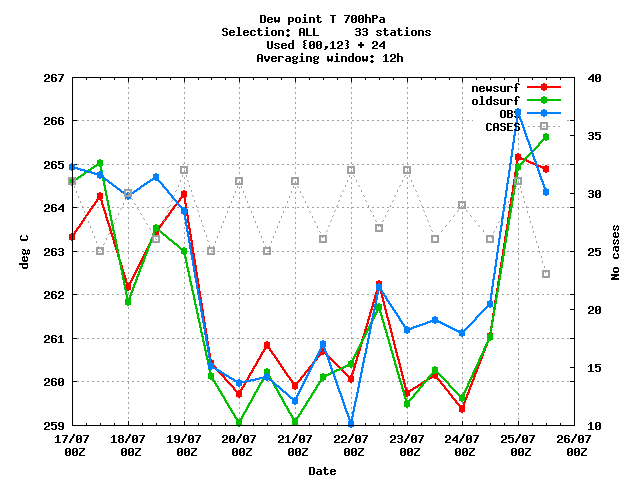 Dew point T 700hPa
Selection: ALL     33 stations
Used {00,12} + 24
Averaging window: 12h
267
266
265
264
263
262
261
260
259
deg C
40
35
30
25
20
15
10
No cases
newsurf
oldsurf
OBS
CASES
17/07 18/07 19/07 20/07 21/07 22/07 23/07 24/07 25/07 26/07
00Z 00Z 00Z 00Z 00Z 00Z 00Z 00Z 00Z 00Z
Date